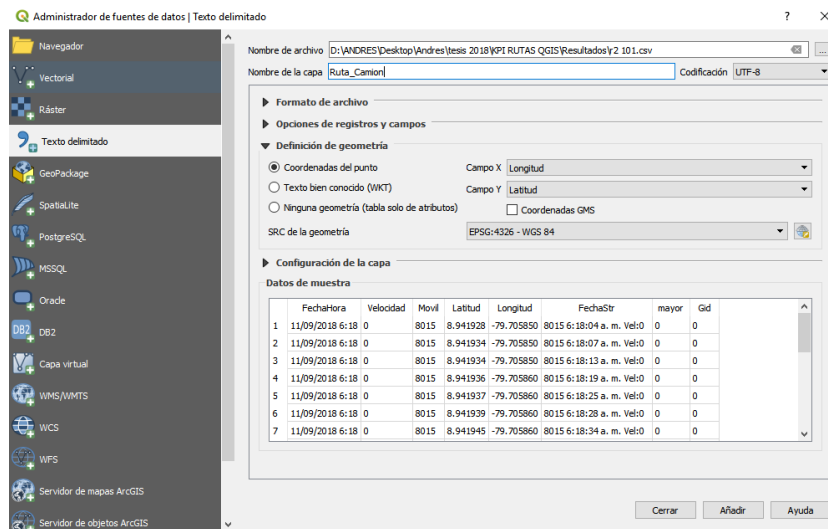 Administrador de fuentes de datos | Texto delimitado
?
Navegador
Vectorial
Ráster
Texto delimitado
GeoPackage
SpatiaLite
PostgreSQL
MSSQL
Oracle
DB2 DB2
Capa virtual
WMS/WMTS
WCS
WFS
Servidor de mapas ArcGIS
Servidor de objetos ArcGIS
Nombre de archivo D:\ANDRES\Desktop\Andres\tesis 2018\KPI RUTAS QGIS\Resultados\r2 101.csv ...
Nombre de la capa Ruta_Camion Codificación UTF-8
Formato de archivo
Opciones de registros y campos
Definición de geometría
Coordenadas del punto Campo X Longitud
Texto bien conocido (WKT) Campo Y Latitud
Ninguna geometría (tabla solo de atributos) Coordenadas GMS
SRC de la geometría EPSG:4326 - WGS 84
Configuración de la capa
Datos de muestra
FechaHora Velocidad Movil Latitud Longitud FechaStr mayor Gid
1 11/09/2018 6:18 0 8015 8.941928 -79.705850 8015 6:18:04 a. m. Vel:0 0 0
2 11/09/2018 6:18 0 8015 8.941934 -79.705850 8015 6:18:07 a. m. Vel:0 0 0
3 11/09/2018 6:18 0 8015 8.941934 -79.705850 8015 6:18:13 a. m. Vel:0 0 0
4 11/09/2018 6:18 0 8015 8.941936 -79.705860 8015 6:18:19 a. m. Vel:0 0 0
5 11/09/2018 6:18 0 8015 8.941937 -79.705860 8015 6:18:25 a. m. Vel:0 0 0
6 11/09/2018 6:18 0 8015 8.941939 -79.705860 8015 6:18:28 a. m. Vel:0 0 0
7 11/09/2018 6:18 0 8015 8.941945 -79.705860 8015 6:18:34 a. m. Vel:0 0 0
Cerrar Añadir Ayuda